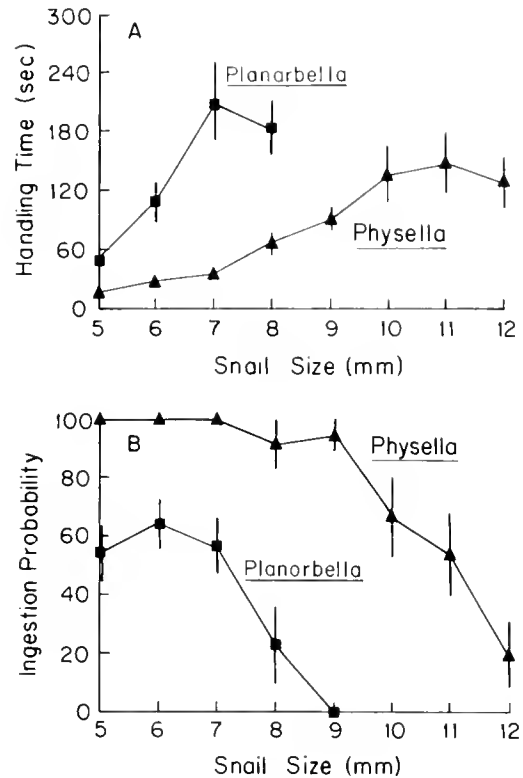 A
300
240
180
120
60
0
Handling Time (sec)
Planarbella
Physella
5 6 7 8 9 10 11 12
Snail Size (mm)
B
100
80
60
40
20
0
Ingestion Probability
Physella
Planorbella
5 6 7 8 9 10 11 12
Snail Size (mm)